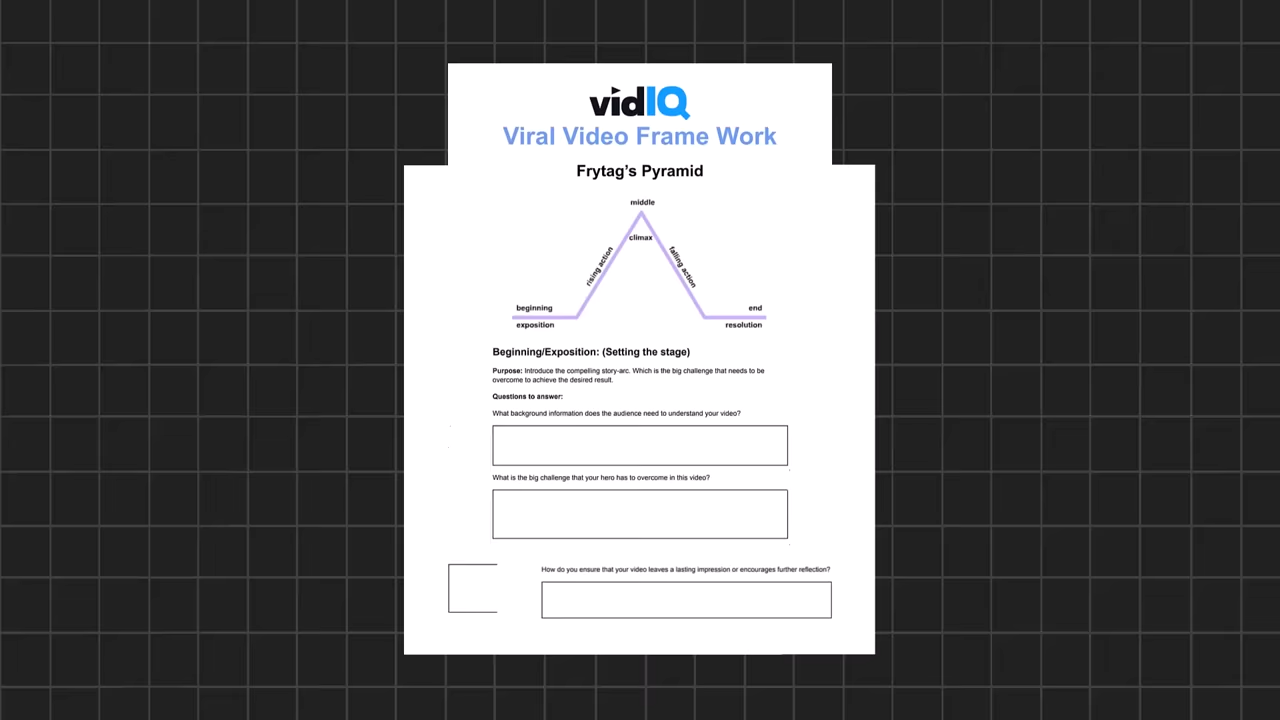 vidIQ
Viral Video Frame Work
Frytag's Pyramid
middle
climax
rising action
falling action
beginning
end
exposition
resolution
Beginning/Exposition: (Setting the stage)
Purpose: Introduce the compelling story-arc. Which is the big challenge that needs to be
overcome to achieve the desired result.
Questions to answer:
What background information does the audience need to understand your video?
What is the big challenge that your hero has to overcome in this video?
How do you ensure that your video leaves a lasting impression or encourages further reflection?